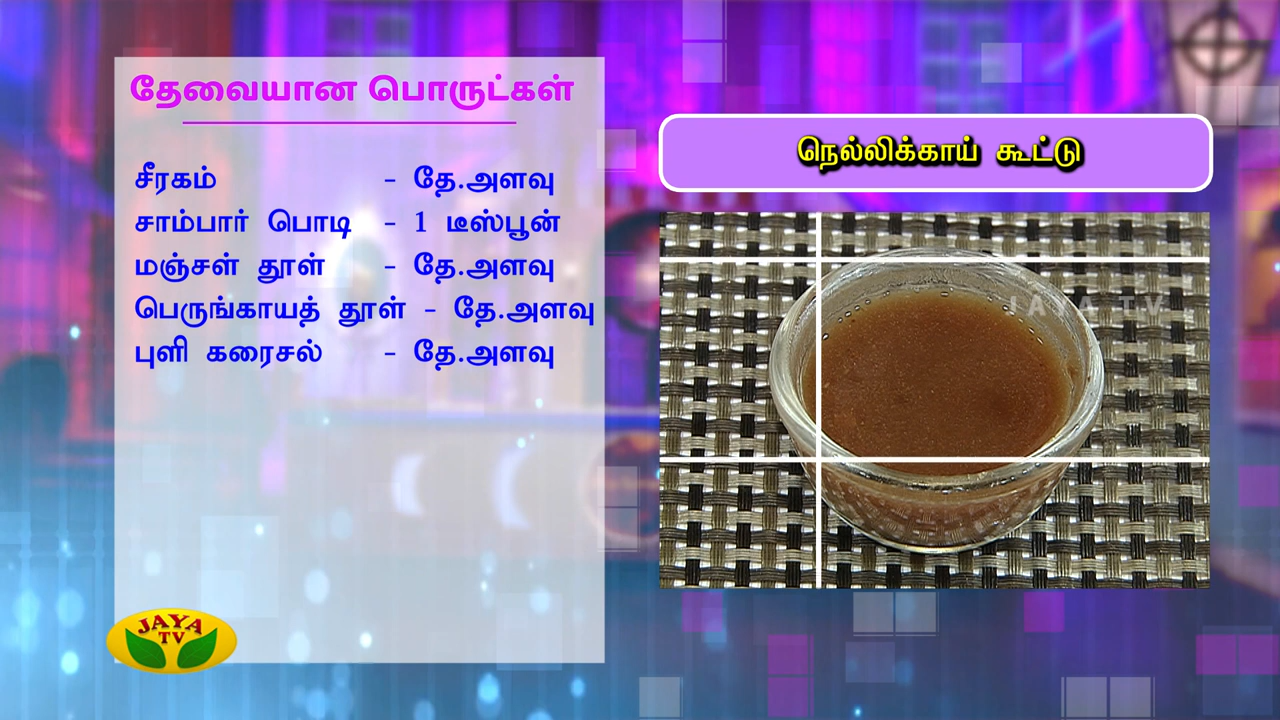 தேவையான பொருட்கள்
சீரகம் - தே.அளவு
சாம்பார் பொடி - 1 டீஸ்பூன்
மஞ்சள் தூள் - தே.அளவு
பெருங்காயத் தூள் - தே.அளவு
புளி கரைசல் - தே.அளவு
நெல்லிக்காய் கூட்டு
JAYA TV
JAYA
TV